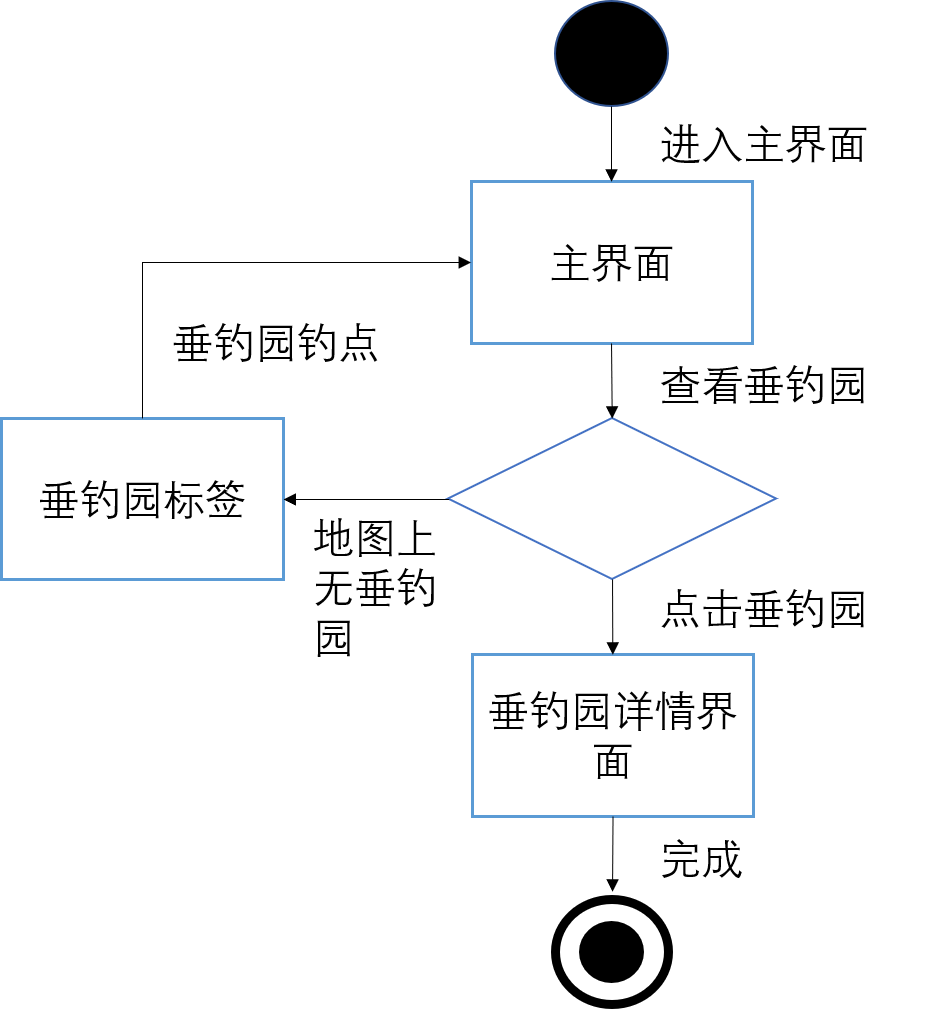 进入主界面
主界面
垂钓园钓点
查看垂钓园
垂钓园标签
地图上
无垂钓
园
点击垂钓园
垂钓园详情界
面
完成